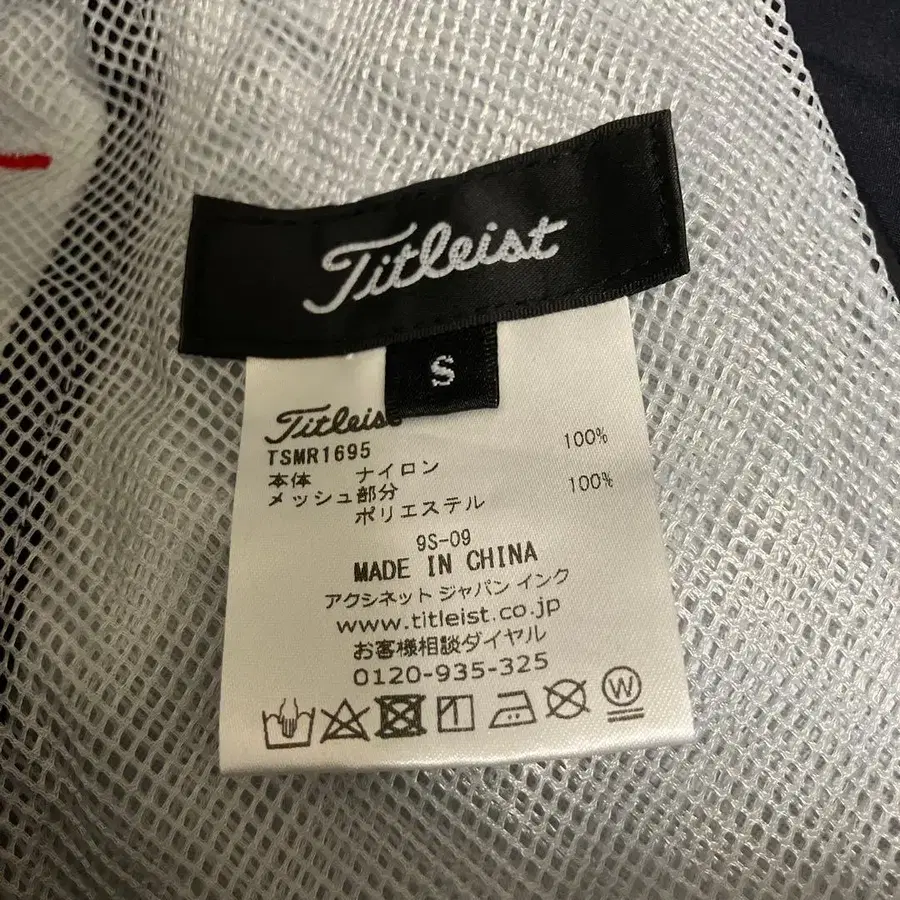 Titleist
S
Titleist
TSMR1695
本体 ナイロン 100%
メッシュ部分
ポリエステル 100%
9S-09
MADE IN CHINA
アクシネット ジャパン インク
www.titleist.co.jp
お客様相談ダイヤル
0120-935-325
W